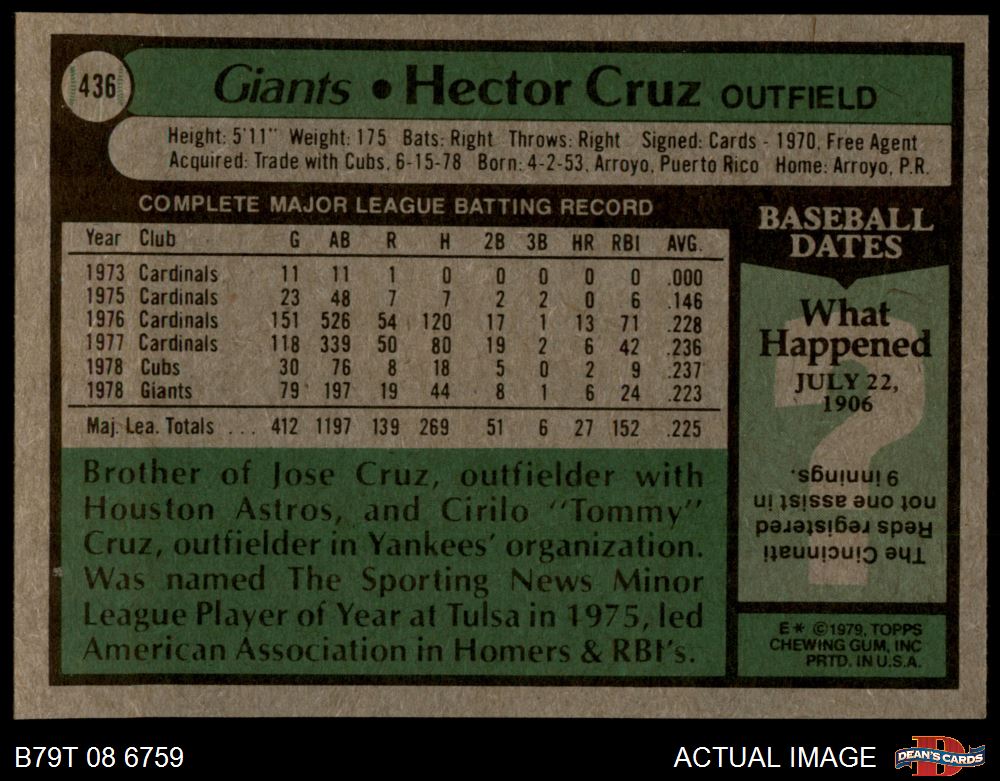 436
Giants • Hector Cruz OUTFIELD
Height: 5'11" Weight: 175 Bats: Right Throws: Right Signed: Cards - 1970, Free Agent
Acquired: Trade with Cubs, 6-15-78 Born: 4-2-53, Arroyo, Puerto Rico Home: Arroyo, P.R.
COMPLETE MAJOR LEAGUE BATTING RECORD
Year Club G AB R H 2B 3B HR RBI AVG.
1973 Cardinals 11 11 1 0 0 0 0 0 .000
1975 Cardinals 23 48 7 7 2 2 0 6 .146
1976 Cardinals 151 526 54 120 17 1 13 71 .228
1977 Cardinals 118 339 50 80 19 2 6 42 .236
1978 Cubs 30 76 8 18 5 0 2 9 .237
1978 Giants 79 197 19 44 8 1 6 24 .223
Maj. Lea. Totals ... 412 1197 139 269 51 6 27 152 .225
Brother of Jose Cruz, outfielder with
Houston Astros, and Cirilo "Tommy"
Cruz, outfielder in Yankees' organization.
Was named The Sporting News Minor
League Player of Year at Tulsa in 1975, led
American Association in Homers & RBI's.
BASEBALL
DATES
What
Happened
JULY 22,
1906
?
The Cincinnati
Reds registered
not one assist in
9 innings.
E* ©1979, TOPPS
CHEWING GUM, INC
PRTD. IN U.S.A.
B79T 08 6759
ACTUAL IMAGE
D
DEAN'S CARDS